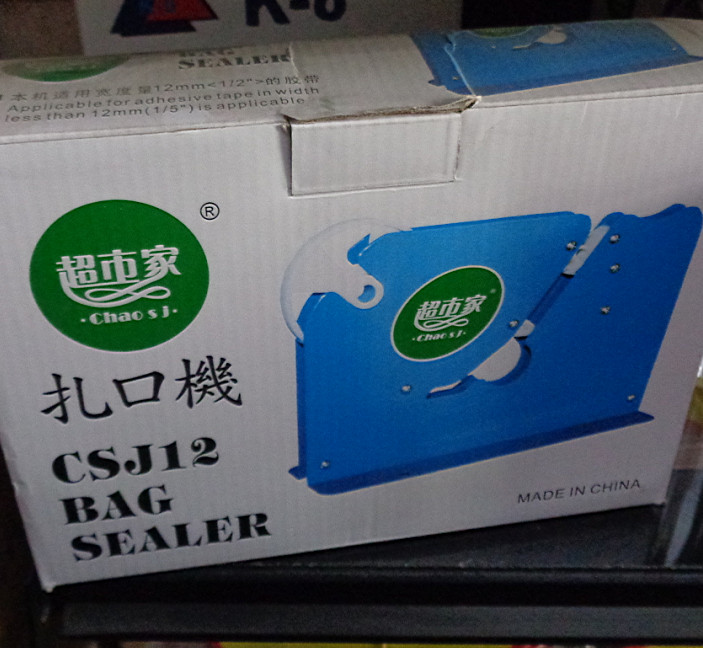 K-8
BAG
SEALER
本机适用宽度量12mm<1/2">的胶带
Applicable for adhesive tape in width
less than 12mm(1/5") is applicable
®
超市家
·Chao s j·
扎口機
CSJ12
BAG
SEALER
超市家
·Chao s j·
MADE IN CHINA